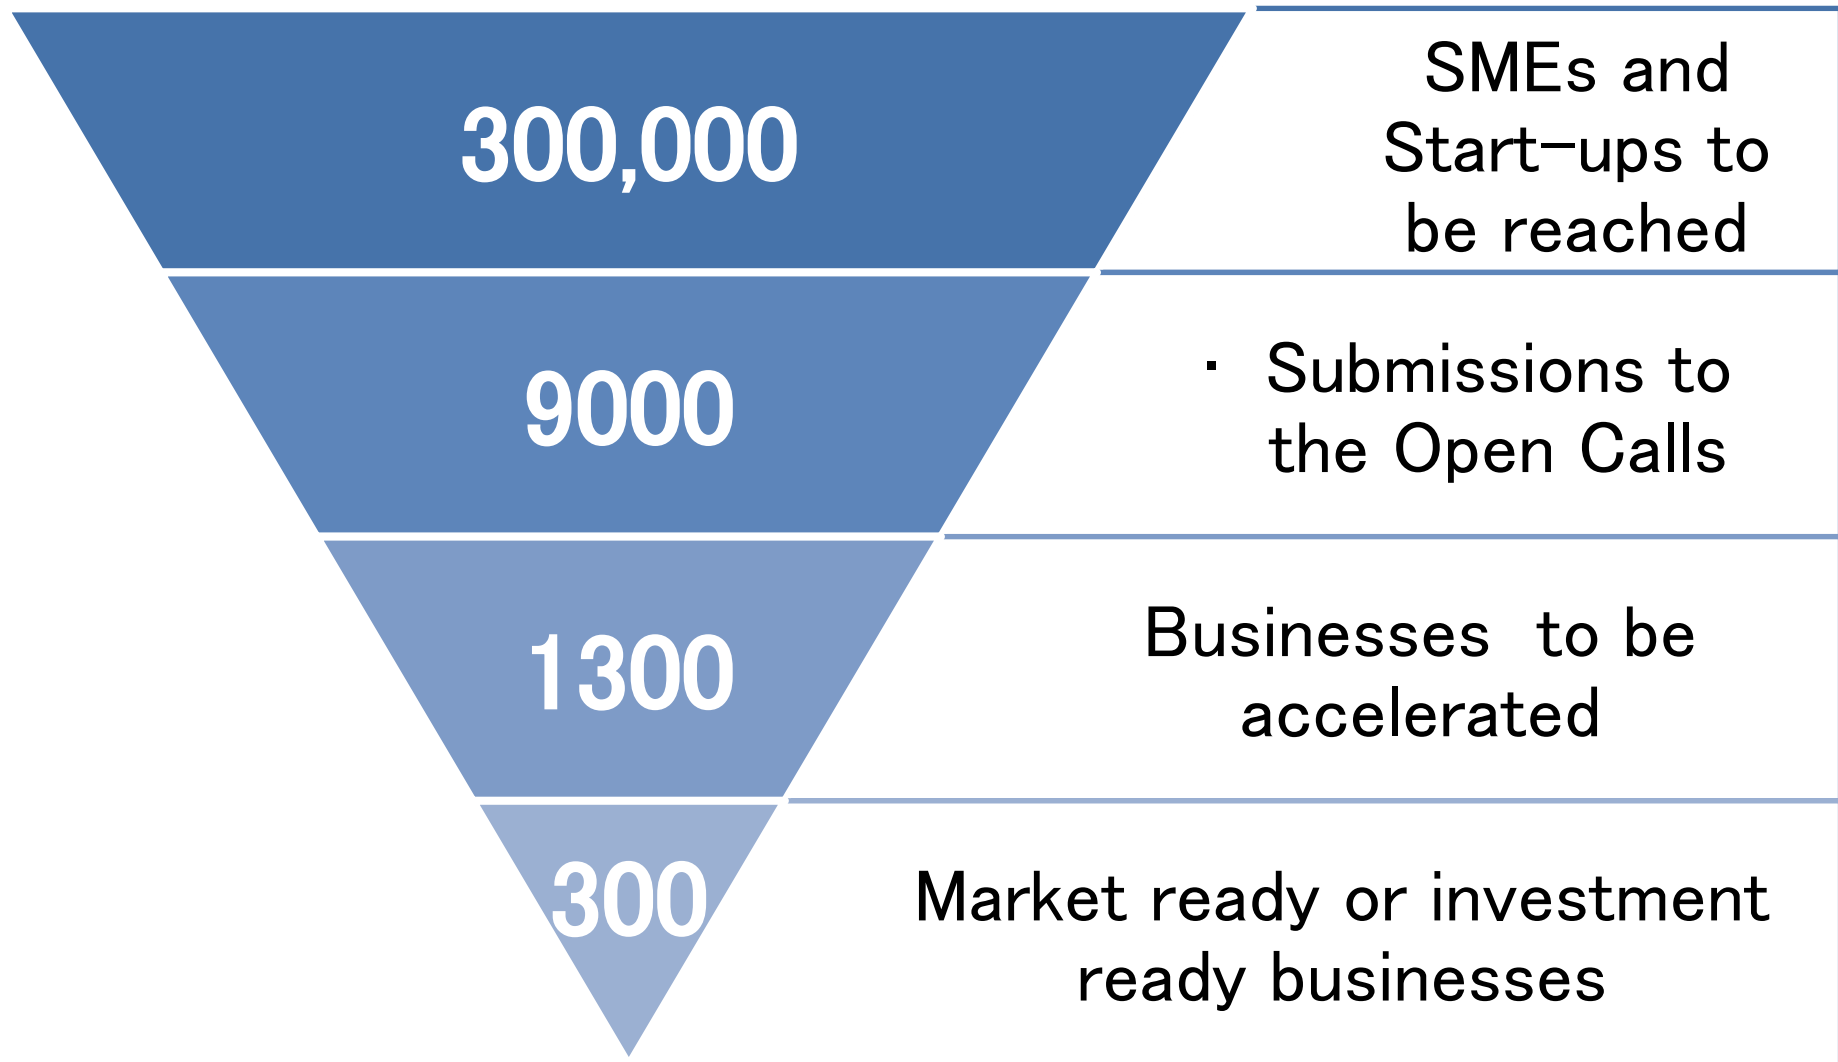 300,000
SMEs and
Start-ups to
be reached
9000
· Submissions to
the Open Calls
1300
Businesses  to be
accelerated
300
Market ready or investment
ready businesses